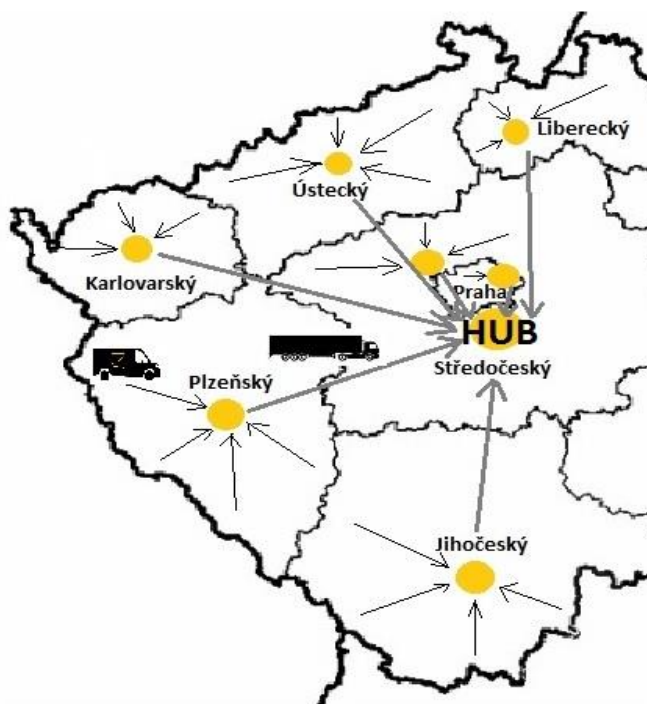 Liberecký
Ústecký
Karlovarský
Praha
HUB
Středočeský
Plzeňský
Jihočeský